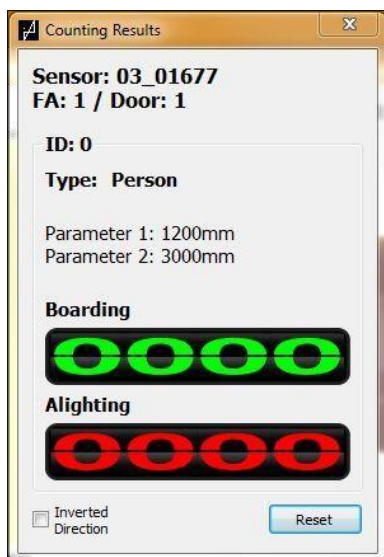 Counting Results
Sensor: 03_01677
FA: 1 / Door: 1
ID: 0
Type: Person
Parameter 1: 1200mm
Parameter 2: 3000mm
Boarding
0000
Alighting
0000
Inverted
Direction
Reset